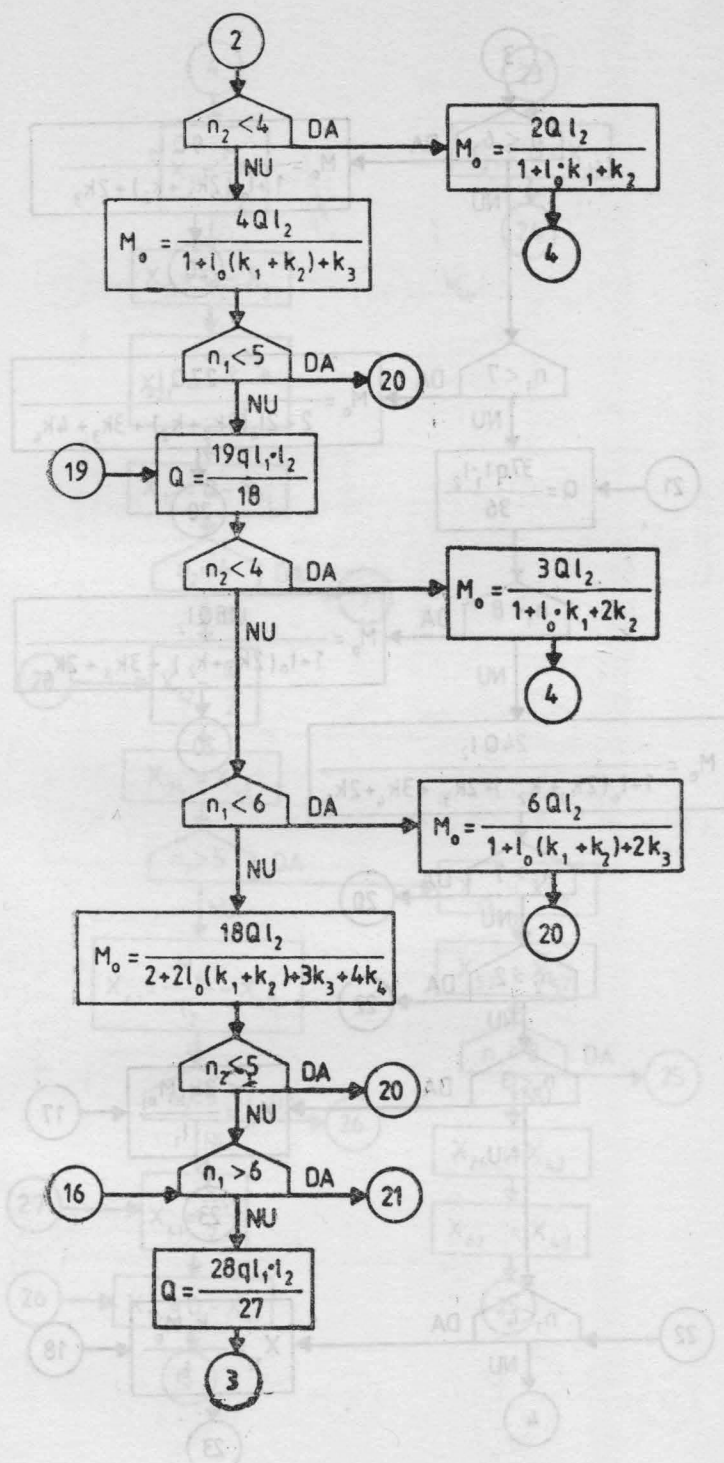 2
n₂<4 DA
NU
M₀ = 2Ql₂ / (1+l₀·k₁+k₂)
4
M₀ = 4Ql₂ / (1+l₀(k₁+k₂)+k₃)
n₁<5 DA
20
NU
19
Q = 19ql₁·l₂ / 18
n₂<4 DA
NU
M₀ = 3Ql₂ / (1+l₀·k₁+2k₂)
4
n₁<6 DA
NU
M₀ = 6Ql₂ / (1+l₀(k₁+k₂)+2k₃)
20
M₀ = 18Ql₂ / (2+2l₀(k₁+k₂)+3k₃+4k₄)
DA
20
NU
16
n₁>6 DA
21
NU
Q = 28ql₁·l₂ / 27
3